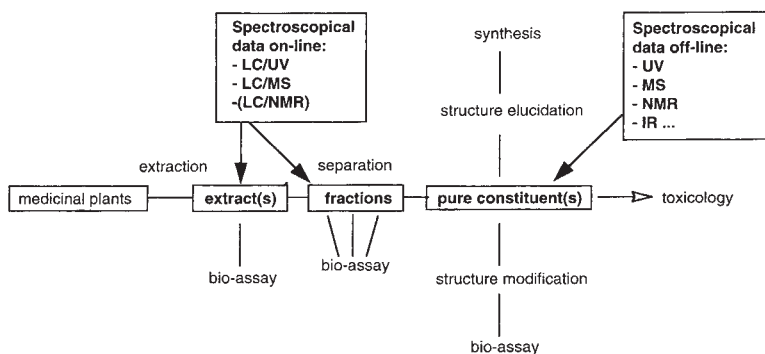 Spectroscopical
data on-line:
- LC/UV
- LC/MS
-(LC/NMR)
synthesis
Spectroscopical
data off-line:
- UV
- MS
- NMR
- IR ...
structure elucidation
extraction
separation
medicinal plants
extract(s)
fractions
pure constituent(s)
toxicology
bio-assay
bio-assay
structure modification
bio-assay